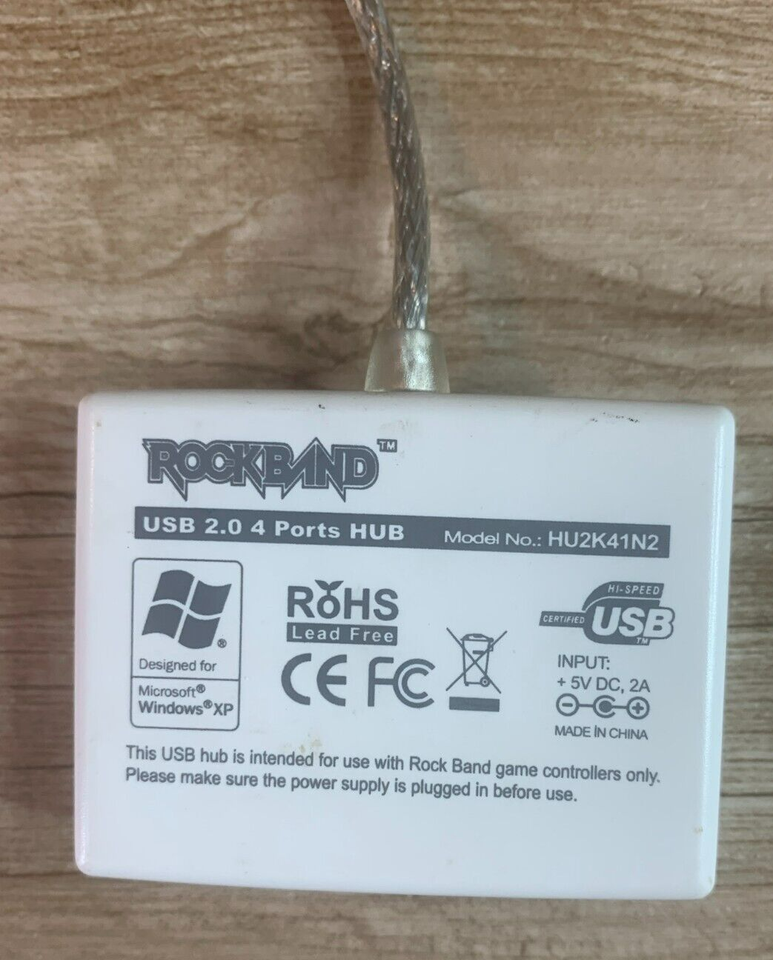 ROCKBAND™
USB 2.0 4 Ports HUB Model No.: HU2K41N2
RoHS
Lead Free
CE FC
Designed for
Microsoft®
Windows®XP
HI-SPEED
CERTIFIED USB™
INPUT:
+ 5V DC, 2A
MADE IN CHINA
This USB hub is intended for use with Rock Band game controllers only.
Please make sure the power supply is plugged in before use.